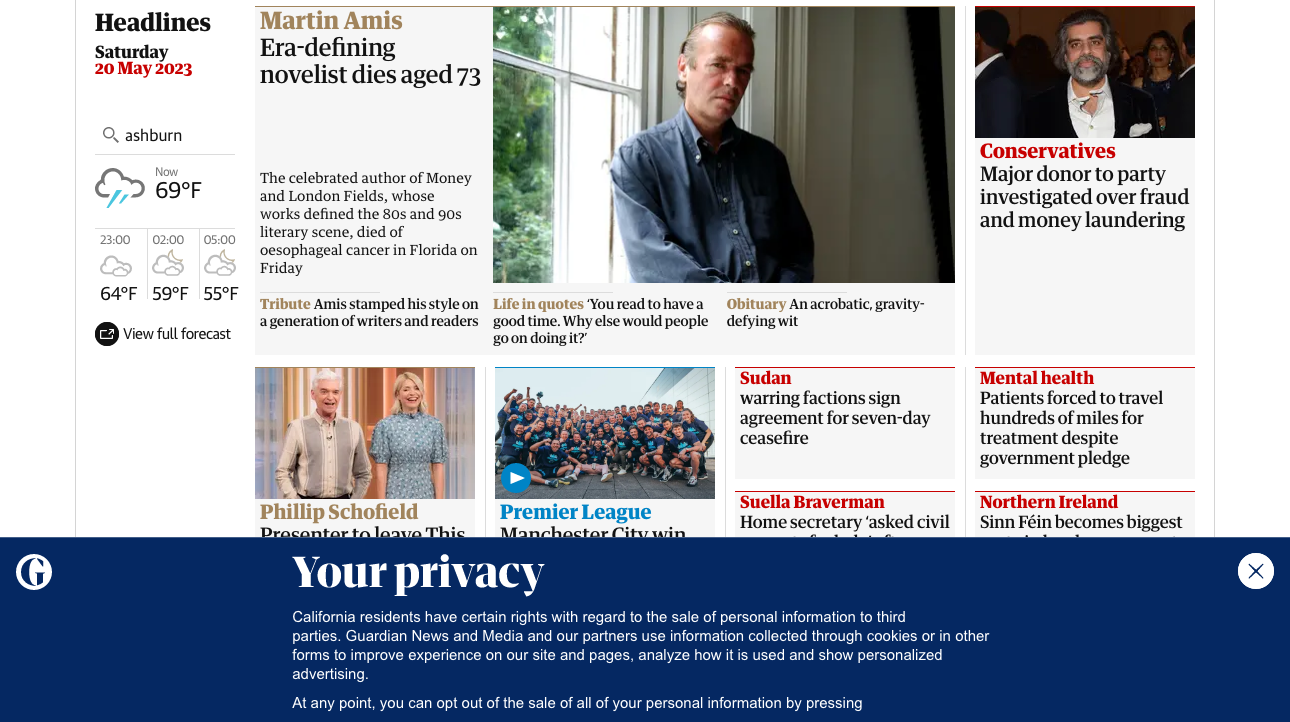 Headlines
Saturday
20 May 2023
ashburn
Now
69°F
23:00
02:00
05:00
64°F
59°F
55°F
View full forecast
Martin Amis
Era-defining
novelist dies aged 73
The celebrated author of Money
and London Fields, whose
works defined the 80s and 90s
literary scene, died of
oesophageal cancer in Florida on
Friday
Tribute Amis stamped his style on
a generation of writers and readers
Life in quotes ‘You read to have a
good time. Why else would people
go on doing it?’
Obituary An acrobatic, gravity-
defying wit
Conservatives
Major donor to party
investigated over fraud
and money laundering
Phillip Schofield
Presenter to leave This
Premier League
Manchester City win
Sudan
warring factions sign
agreement for seven-day
ceasefire
Mental health
Patients forced to travel
hundreds of miles for
treatment despite
government pledge
Suella Braverman
Home secretary ‘asked civil
Northern Ireland
Sinn Féin becomes biggest
Your privacy
California residents have certain rights with regard to the sale of personal information to third
parties. Guardian News and Media and our partners use information collected through cookies or in other
forms to improve experience on our site and pages, analyze how it is used and show personalized
advertising.
At any point, you can opt out of the sale of all of your personal information by pressing